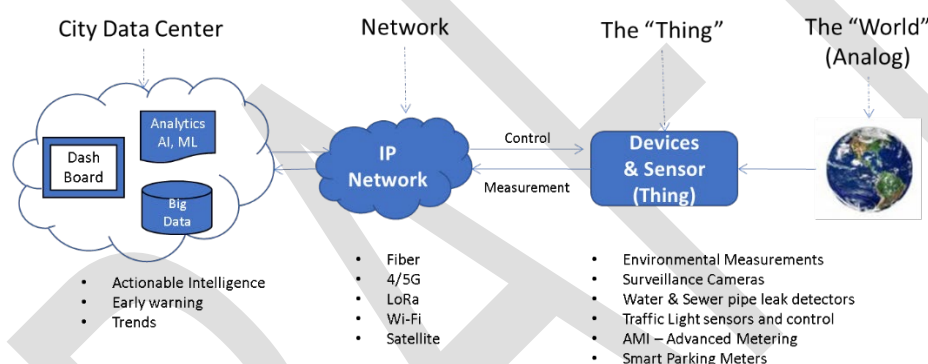 City Data Center
Network
The “Thing”
The “World”
(Analog)
Analytics
AI, ML
Dash
Board
Big
Data
IP
Network
Control
Measurement
Devices
& Sensor
(Thing)
• Actionable Intelligence
• Early warning
• Trends
• Fiber
• 4/5G
• LoRa
• Wi-Fi
• Satellite
• Environmental Measurements
• Surveillance Cameras
• Water & Sewer pipe leak detectors
• Traffic Light sensors and control
• AMI – Advanced Metering
• Smart Parking Meters